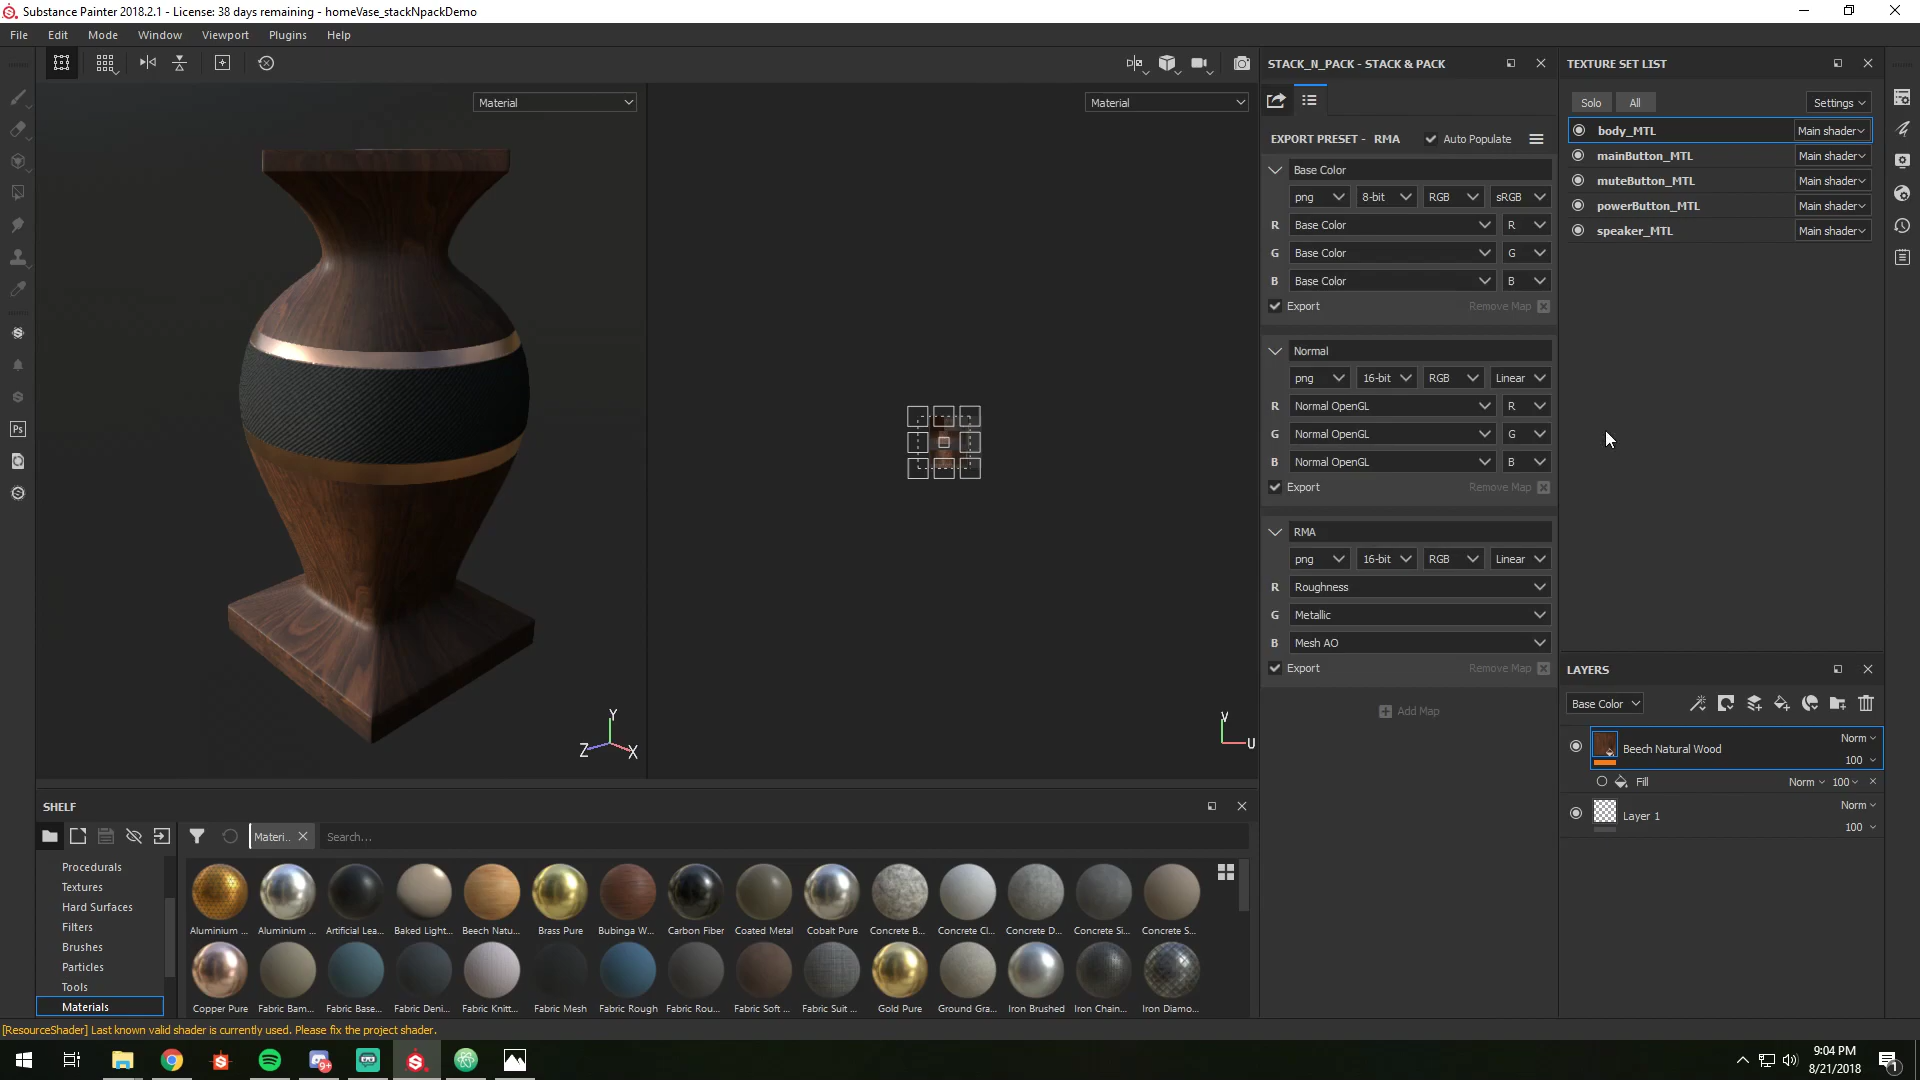 Substance Painter 2018.2.1 - License: 38 days remaining - homeVase_stackNpackDemo
File Edit Mode Window Viewport Plugins Help
Material
Material
STACK_N_PACK - STACK & PACK
EXPORT PRESET - RMA Auto Populate
Base Color
png 8-bit RGB sRGB
R Base Color R
G Base Color G
B Base Color B
Export Remove Map
Normal
png 16-bit RGB Linear
R Normal OpenGL R
G Normal OpenGL G
B Normal OpenGL B
Export Remove Map
RMA
png 16-bit RGB Linear
R Roughness
G Metallic
B Mesh AO
Export Remove Map
Add Map
TEXTURE SET LIST
Solo All Settings
body_MTL Main shader
mainButton_MTL Main shader
muteButton_MTL Main shader
powerButton_MTL Main shader
speaker_MTL Main shader
LAYERS
Base Color
Beech Natural Wood Norm
100
Fill Norm 100
Layer 1 Norm
100
Ps
Y
Z X
V
U
SHELF
Materi.. Search...
Procedurals
Textures
Hard Surfaces
Filters
Brushes
Particles
Tools
Materials
Aluminium ... Aluminium ... Artificial Lea... Baked Light... Beech Natu... Brass Pure Bubinga W... Carbon Fiber Coated Metal Cobalt Pure Concrete B... Concrete Cl... Concrete D... Concrete Si... Concrete S...
Copper Pure Fabric Bam... Fabric Base... Fabric Deni... Fabric Knitt... Fabric Mesh Fabric Rough Fabric Rou... Fabric Soft ... Fabric Suit ... Gold Pure Ground Gra... Iron Brushed Iron Chain... Iron Diamo...
[ResourceShader] Last known valid shader is currently used. Please fix the project shader.
9+
9:04 PM
8/21/2018
1